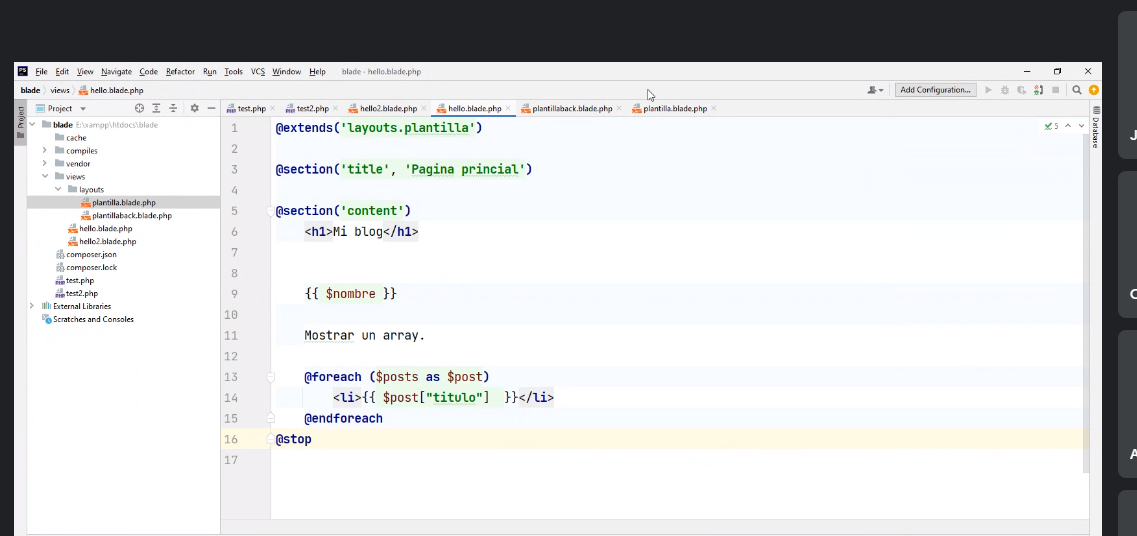 PS File Edit View Navigate Code Refactor Run Tools VCS Window Help blade - hello.blade.php
blade views hello.blade.php Add Configuration...
Project test.php test2.php hello2.blade.php hello.blade.php plantillaback.blade.php plantilla.blade.php
Project
Database
blade E:\xampp\htdocs\blade
cache
compiles
vendor
views
layouts
plantilla.blade.php
plantillaback.blade.php
hello.blade.php
hello2.blade.php
composer.json
composer.lock
test.php
test2.php
External Libraries
Scratches and Consoles
5
1 @extends('layouts.plantilla')
2
3 @section('title', 'Pagina princial')
4
5 @section('content')
6 <h1>Mi blog</h1>
7
8
9 {{ $nombre }}
10
11 Mostrar un array.
12
13 @foreach ($posts as $post)
14 <li>{{ $post["titulo"] }}</li>
15 @endforeach
16 @stop
17
J
A